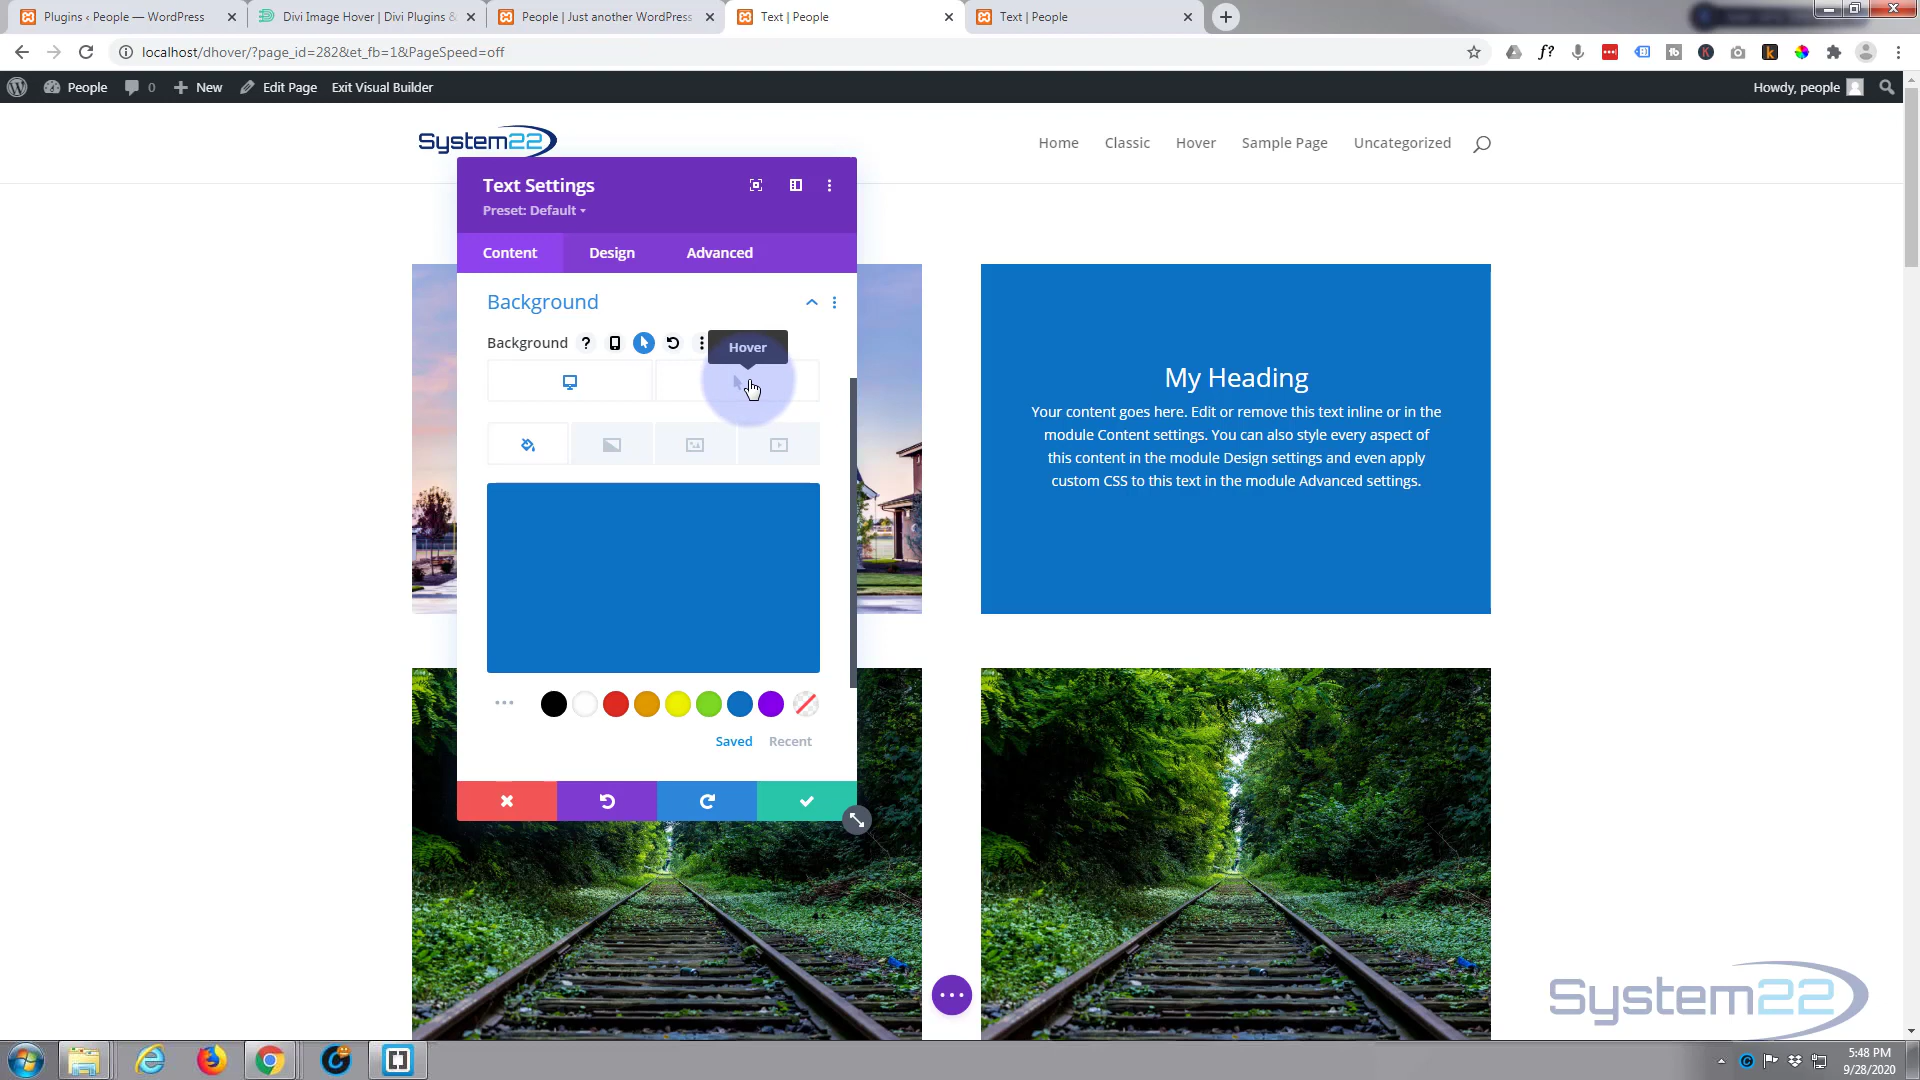 Plugins ‹ People — WordPress
Divi Image Hover | Divi Plugins &
People | Just another WordPress
Text | People
Text | People
localhost/dhover/?page_id=282&et_fb=1&PageSpeed=off
People
0
New
Edit Page
Exit Visual Builder
Howdy, people
System22
Home
Classic
Hover
Sample Page
Uncategorized
Text Settings
Preset: Default
Content
Design
Advanced
Background
Background
Hover
Saved
Recent
My Heading
Your content goes here. Edit or remove this text inline or in the
module Content settings. You can also style every aspect of
this content in the module Design settings and even apply
custom CSS to this text in the module Advanced settings.
System22
5:48 PM
9/28/2020